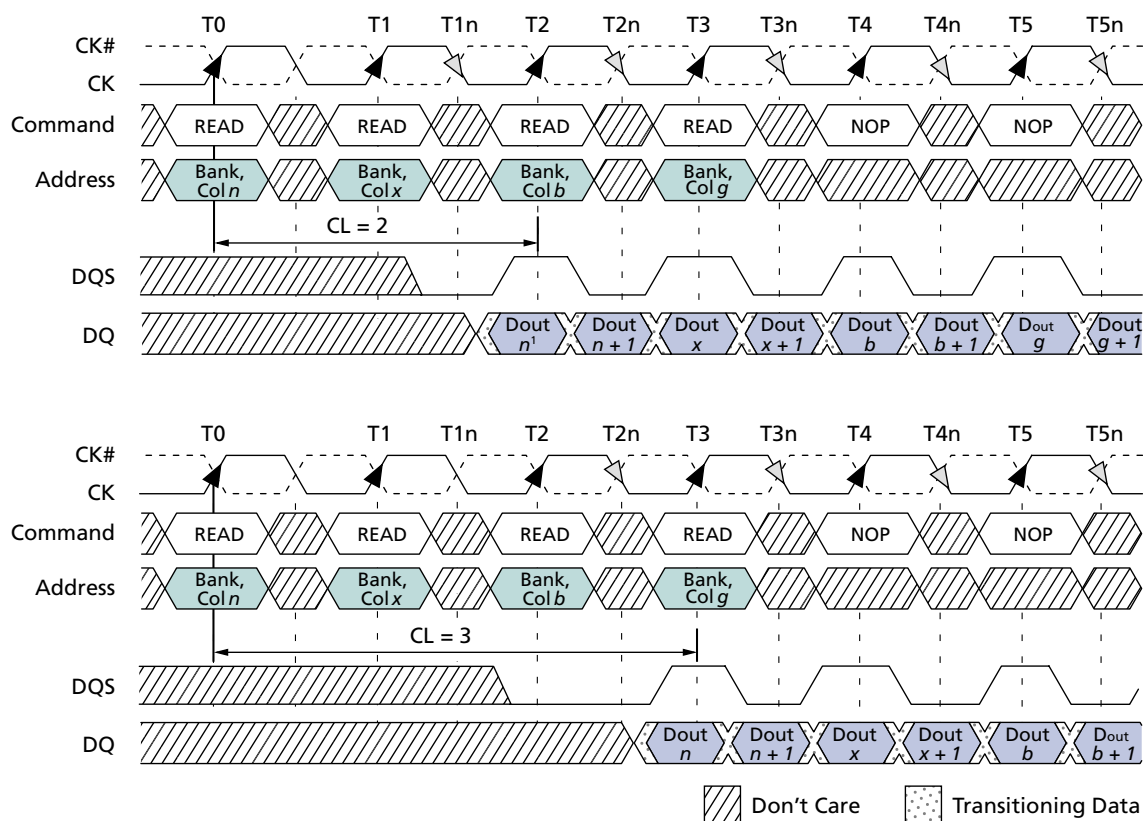 T0 T1 T1n T2 T2n T3 T3n T4 T4n T5 T5n
CK#
CK
Command READ READ READ READ NOP NOP
Address Bank, Col n Bank, Col x Bank, Col b Bank, Col g
CL = 2
DQS
DQ Dout n¹ Dout n + 1 Dout x Dout x + 1 Dout b Dout b + 1 Dout g Dout g + 1
T0 T1 T1n T2 T2n T3 T3n T4 T4n T5 T5n
CK#
CK
Command READ READ READ READ NOP NOP
Address Bank, Col n Bank, Col x Bank, Col b Bank, Col g
CL = 3
DQS
DQ Dout n Dout n + 1 Dout x Dout x + 1 Dout b Dout b + 1
Don't Care Transitioning Data